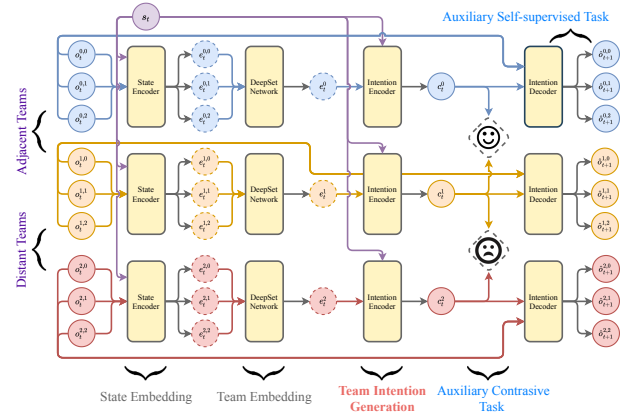 s_t
Auxiliary Self-supervised Task
o_t^{0,0}
o_t^{0,1}
o_t^{0,2}
State
Encoder
e_t^{0,0}
e_t^{0,1}
e_t^{0,2}
DeepSet
Network
e_t^0
Intention
Encoder
c_t^0
Intention
Decoder
ô_{t+1}^{0,0}
ô_{t+1}^{0,1}
ô_{t+1}^{0,2}
Adjacent Teams
o_t^{1,0}
o_t^{1,1}
o_t^{1,2}
State
Encoder
e_t^{1,0}
e_t^{1,1}
e_t^{1,2}
DeepSet
Network
e_t^1
Intention
Encoder
c_t^1
Intention
Decoder
ô_{t+1}^{1,0}
ô_{t+1}^{1,1}
ô_{t+1}^{1,2}
Distant Teams
o_t^{2,0}
o_t^{2,1}
o_t^{2,2}
State
Encoder
e_t^{2,0}
e_t^{2,1}
e_t^{2,2}
DeepSet
Network
e_t^2
Intention
Encoder
c_t^2
Intention
Decoder
ô_{t+1}^{2,0}
ô_{t+1}^{2,1}
ô_{t+1}^{2,2}
State Embedding
Team Embedding
Team Intention
Generation
Auxiliary Contrasive
Task